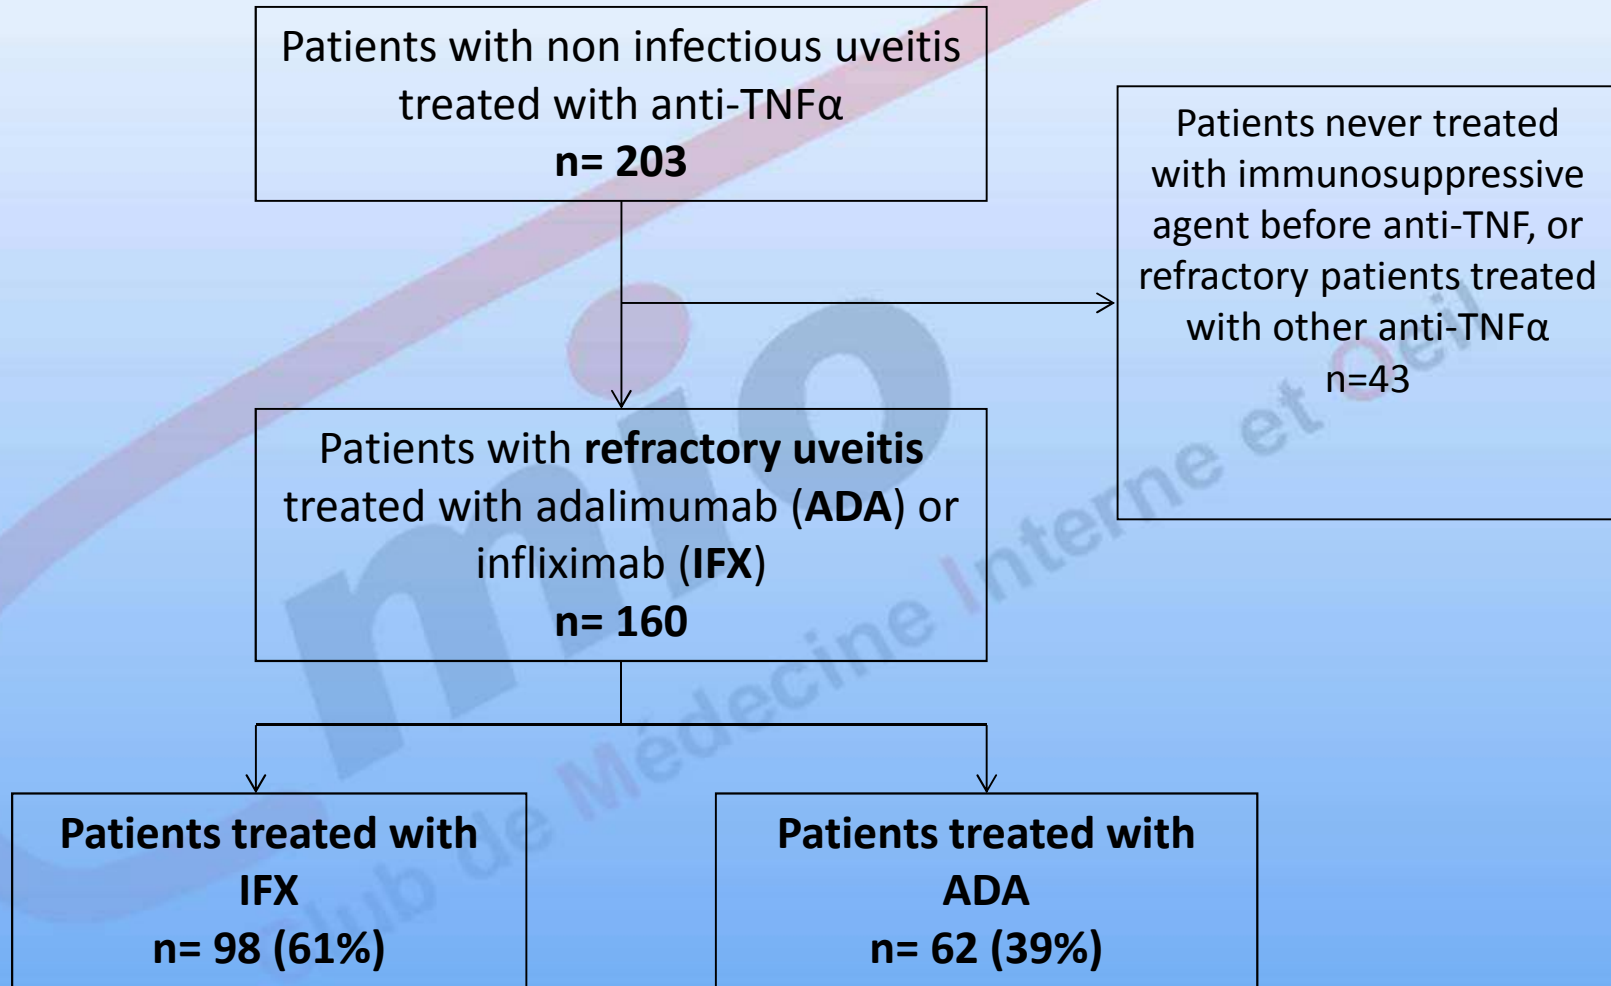 Patients with non infectious uveitis
treated with anti-TNFα
n= 203
Patients never treated
with immunosuppressive
agent before anti-TNF, or
refractory patients treated
with other anti-TNFα
n=43
Patients with refractory uveitis
treated with adalimumab (ADA) or
infliximab (IFX)
n= 160
Patients treated with
IFX
n= 98 (61%)
Patients treated with
ADA
n= 62 (39%)
mio
club de Médecine Interne et Oeil